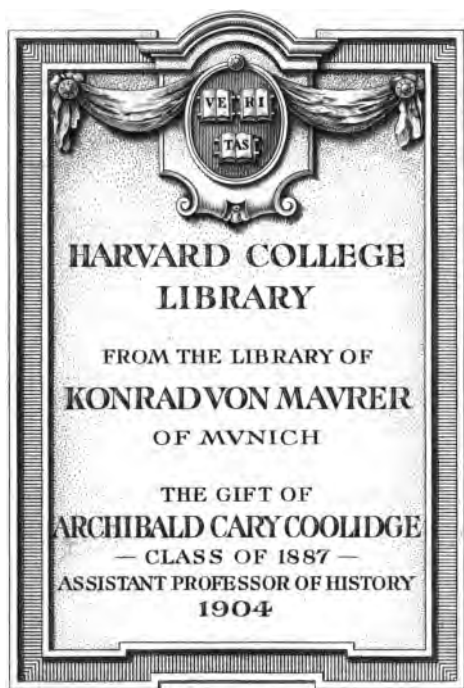 VE RI
TAS
HARVARD COLLEGE
LIBRARY
FROM THE LIBRARY OF
KONRAD VON MAVRER
OF MVNICH
THE GIFT OF
ARCHIBALD CARY COOLIDGE
— CLASS OF 1887 —
ASSISTANT PROFESSOR OF HISTORY
1904